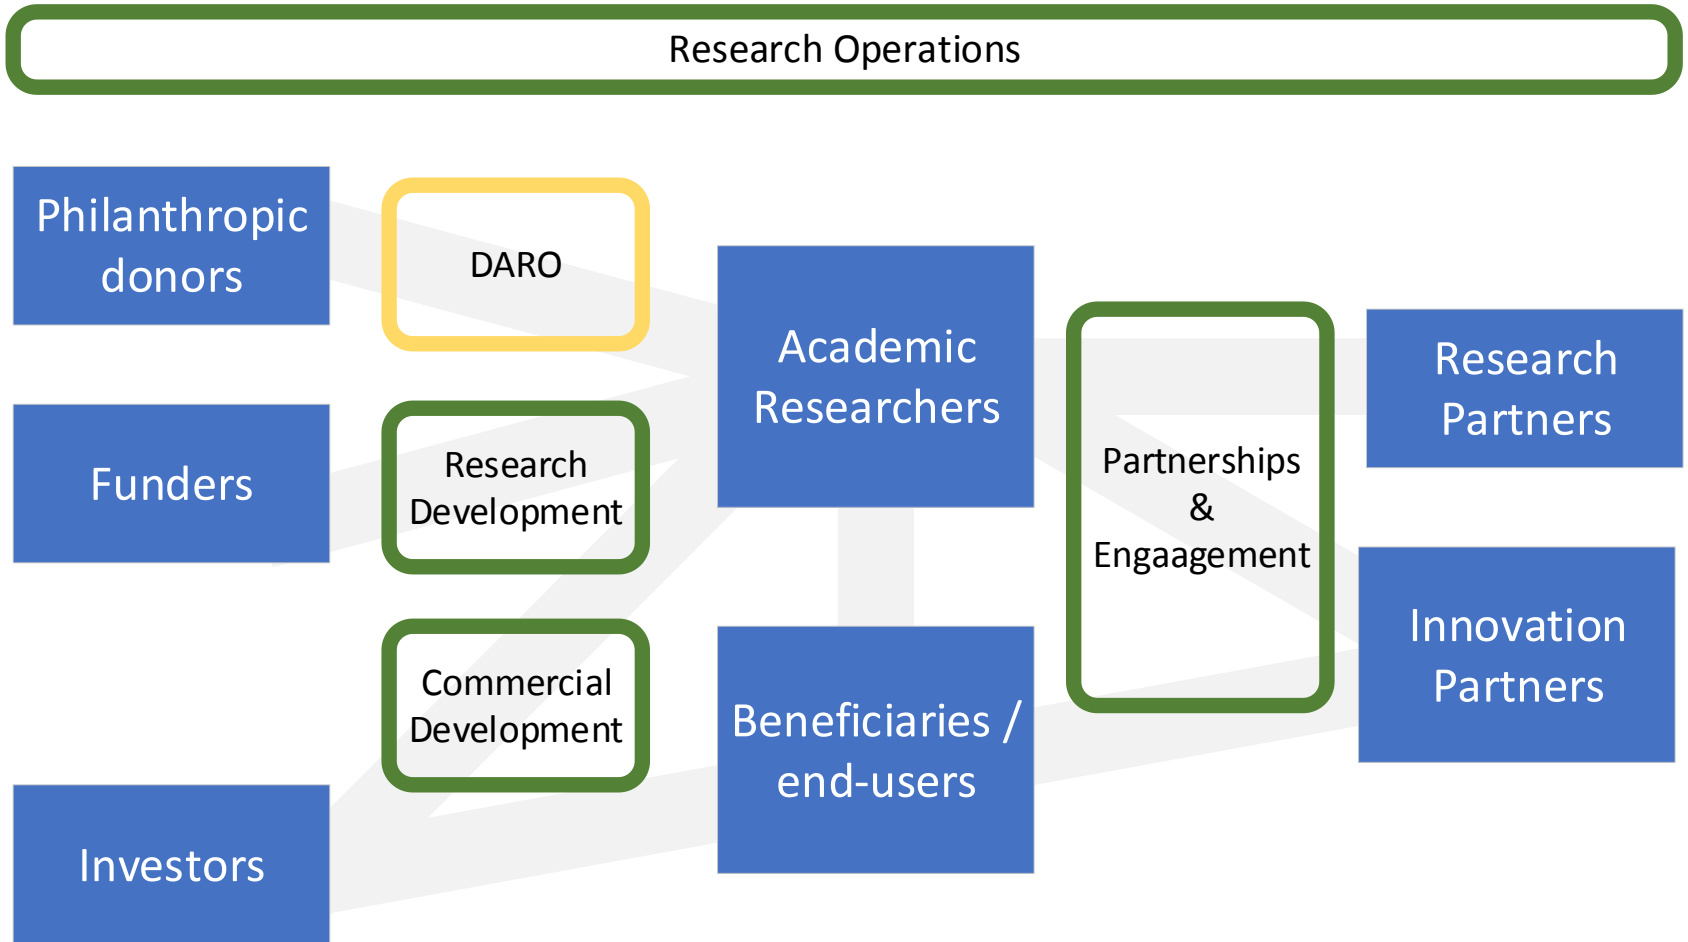 Research Operations
Philanthropic
donors
DARO
Academic
Researchers
Research
Partners
Funders
Research
Development
Partnerships
&
Engaagement
Commercial
Development
Innovation
Partners
Beneficiaries /
end-users
Investors